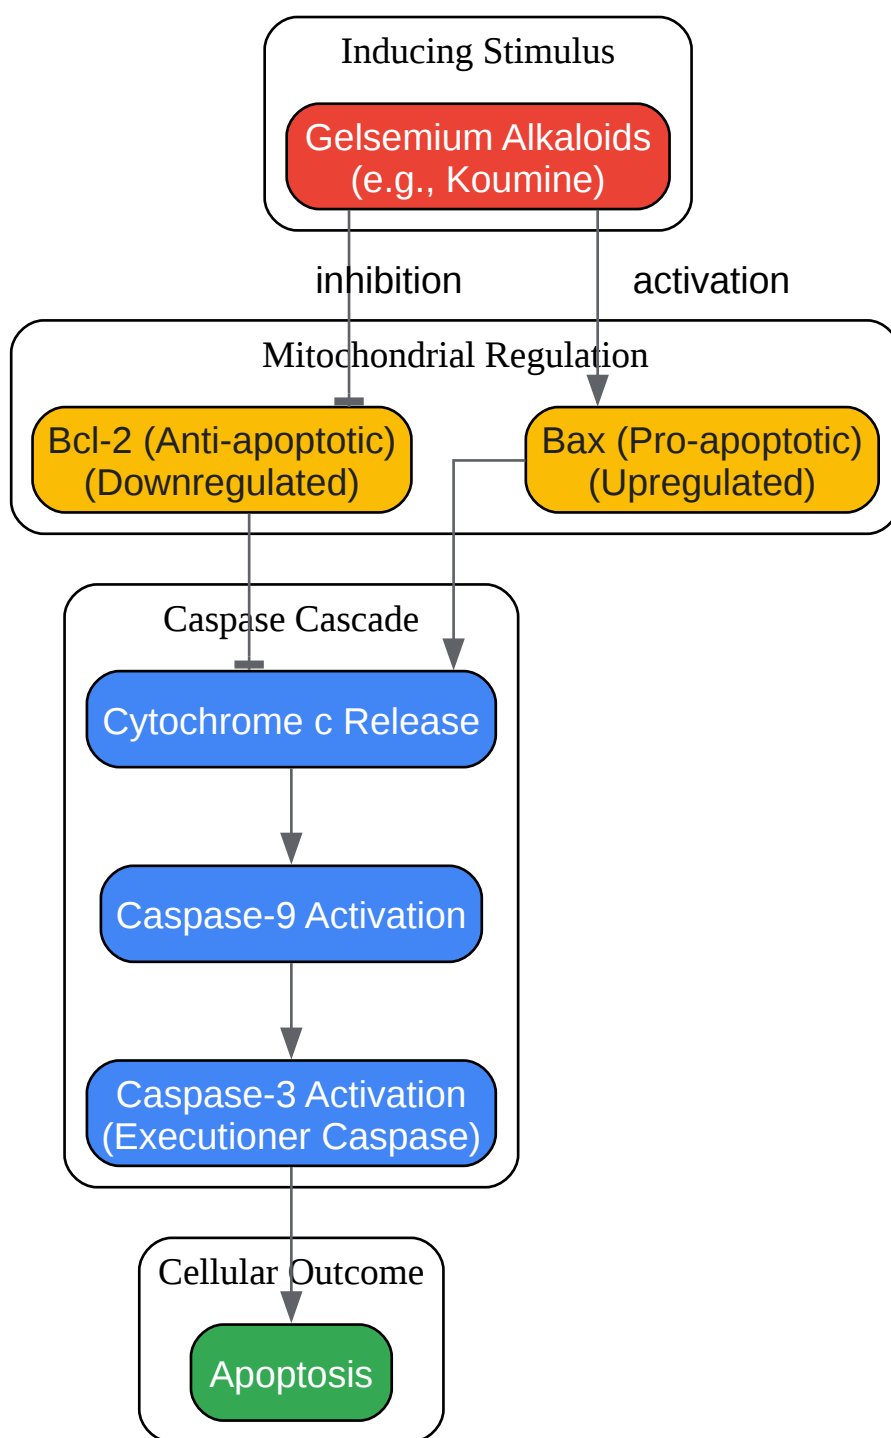 Inducing Stimulus
Gelsemium Alkaloids
(e.g., Koumine)
inhibition
activation
Mitochondrial Regulation
Bcl-2 (Anti-apoptotic)
(Downregulated)
Bax (Pro-apoptotic)
(Upregulated)
Caspase Cascade
Cytochrome c Release
Caspase-9 Activation
Caspase-3 Activation
(Executioner Caspase)
Cellular Outcome
Apoptosis